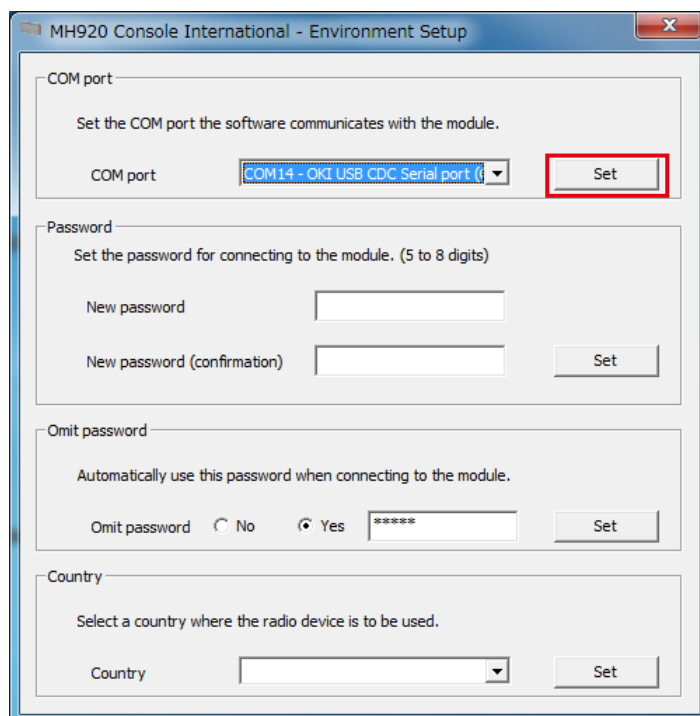 MH920 Console International - Environment Setup
COM port
Set the COM port the software communicates with the module.
COM port COM14 - OKI USB CDC Serial port ( Set
Password
Set the password for connecting to the module. (5 to 8 digits)
New password
New password (confirmation) Set
Omit password
Automatically use this password when connecting to the module.
Omit password No Yes ***** Set
Country
Select a country where the radio device is to be used.
Country Set